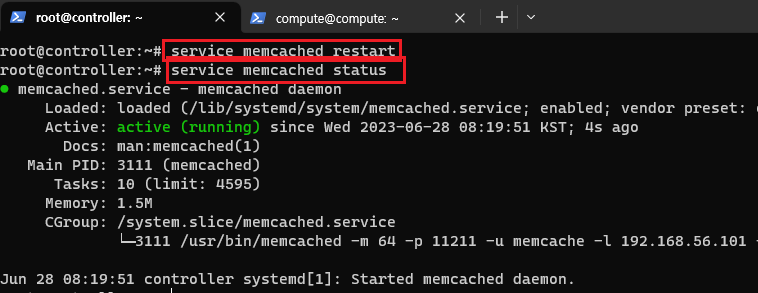 root@controller: ~
compute@compute: ~
root@controller:~# service memcached restart
root@controller:~# service memcached status
● memcached.service - memcached daemon
Loaded: loaded (/lib/systemd/system/memcached.service; enabled; vendor preset:
Active: active (running) since Wed 2023-06-28 08:19:51 KST; 4s ago
Docs: man:memcached(1)
Main PID: 3111 (memcached)
Tasks: 10 (limit: 4595)
Memory: 1.5M
CGroup: /system.slice/memcached.service
└─3111 /usr/bin/memcached -m 64 -p 11211 -u memcache -l 192.168.56.101 -
Jun 28 08:19:51 controller systemd[1]: Started memcached daemon.